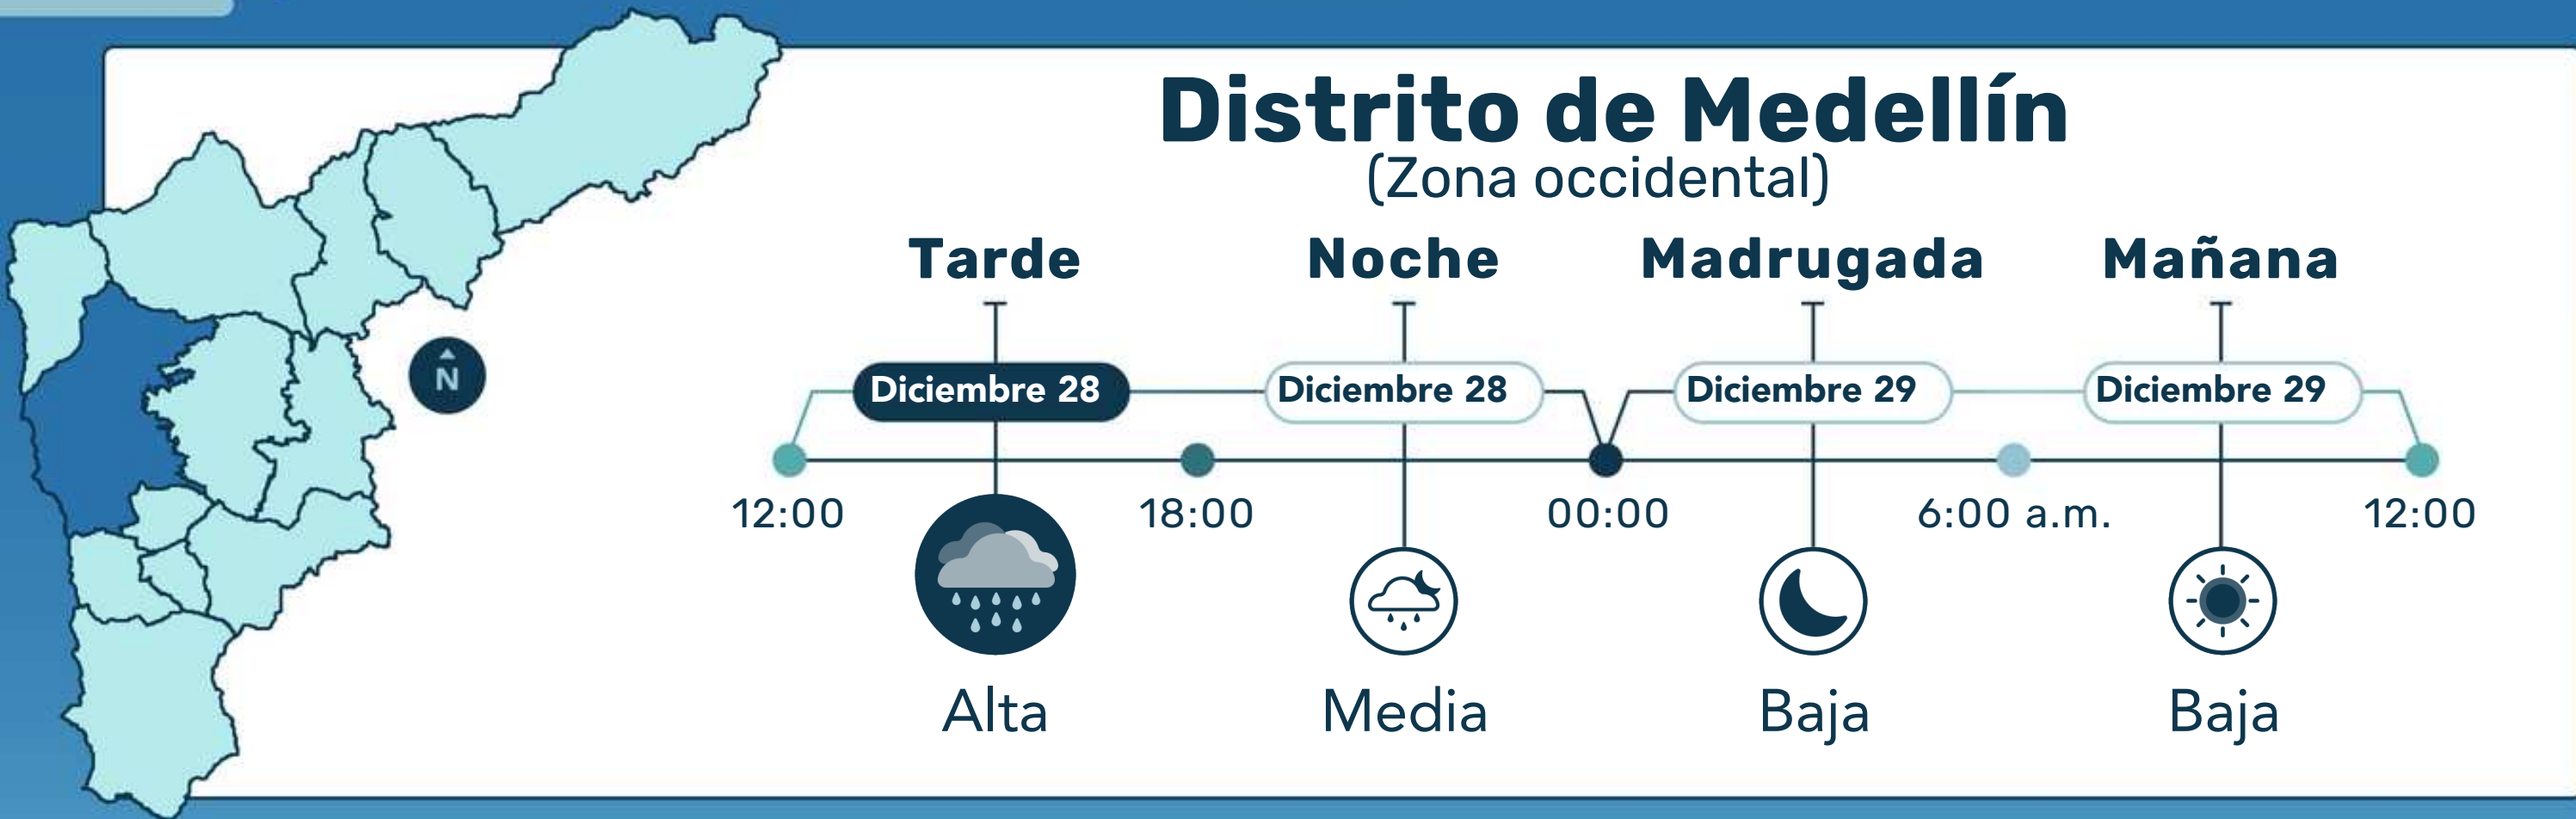 Distrito de Medellín
(Zona occidental)
Tarde Noche Madrugada Mañana
Diciembre 28 Diciembre 28 Diciembre 29 Diciembre 29
N
12:00 18:00 00:00 6:00 a.m. 12:00
Alta Media Baja Baja